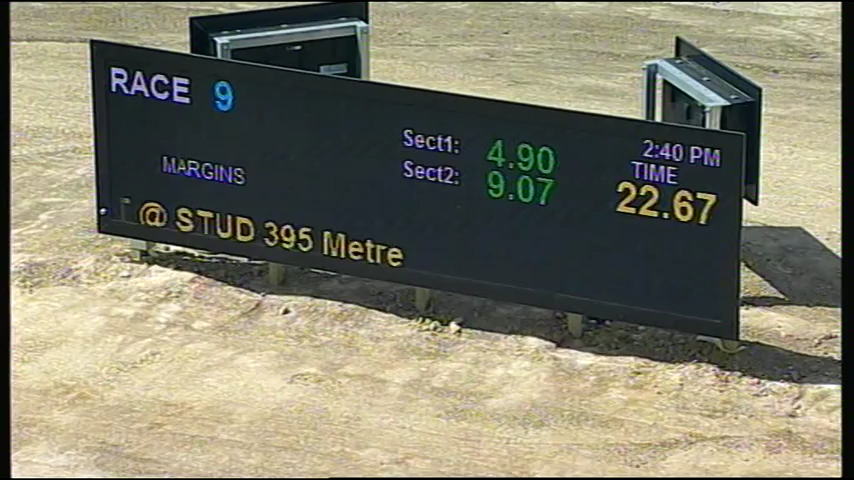 RACE 9
2:40 PM
Sect1: 4.90
TIME
MARGINS
Sect2: 9.07
22.67
@ STUD 395 Metre